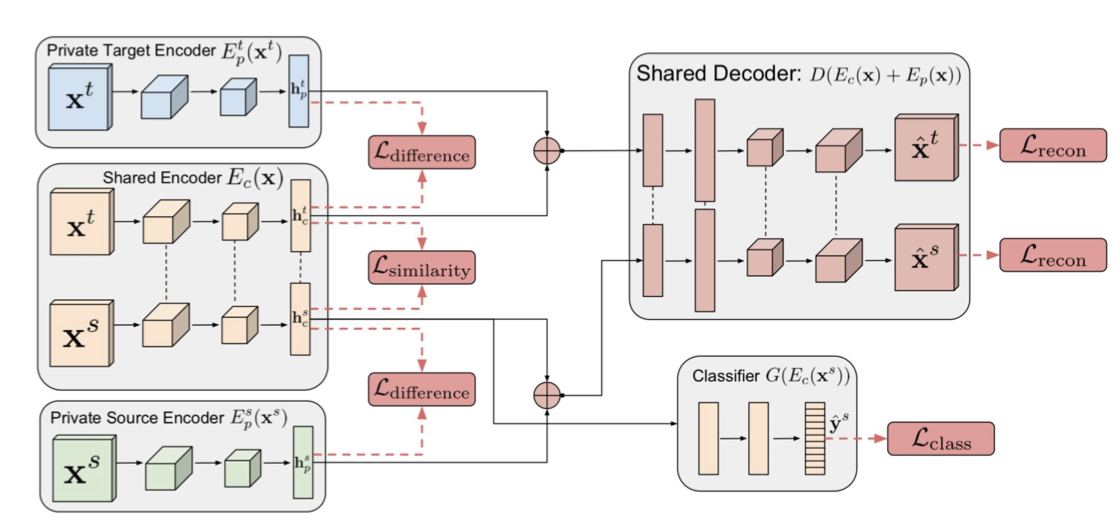 Private Target Encoder $E_p^t(\mathbf{x}^t)$
$\mathbf{x}^t$
$\mathbf{h}_p^t$
$\mathcal{L}_{\text{difference}}$
Shared Encoder $E_c(\mathbf{x})$
$\mathbf{x}^t$
$\mathbf{h}_c^t$
$\mathcal{L}_{\text{similarity}}$
$\mathbf{x}^s$
$\mathbf{h}_c^s$
$\mathcal{L}_{\text{difference}}$
Private Source Encoder $E_p^s(\mathbf{x}^s)$
$\mathbf{x}^s$
$\mathbf{h}_p^s$
Shared Decoder: $D(E_c(\mathbf{x}) + E_p(\mathbf{x}))$
$\hat{\mathbf{x}}^t$
$\mathcal{L}_{\text{recon}}$
$\hat{\mathbf{x}}^s$
$\mathcal{L}_{\text{recon}}$
Classifier $G(E_c(\mathbf{x}^s))$
$\hat{\mathbf{y}}^s$
$\mathcal{L}_{\text{class}}$